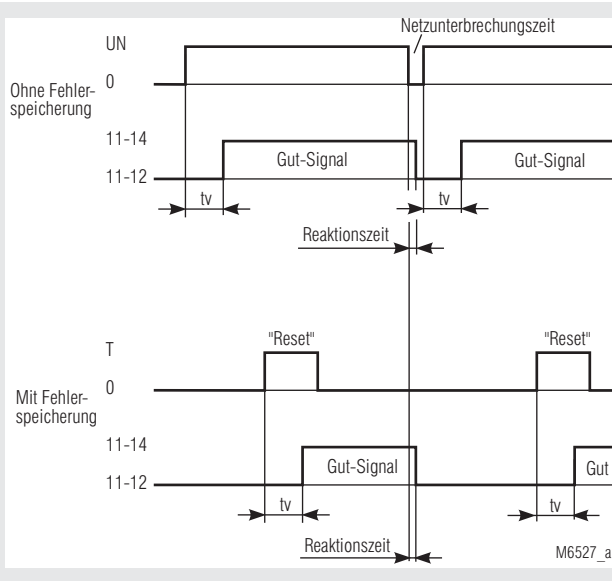 Netzunterbrechungszeit
UN
0
Ohne Fehler-
speicherung
11-14
11-12
Gut-Signal
Gut-Signal
tv
tv
Reaktionszeit
"Reset"
"Reset"
T
0
Mit Fehler-
speicherung
11-14
11-12
Gut-Signal
Gut
tv
tv
Reaktionszeit
M6527_a